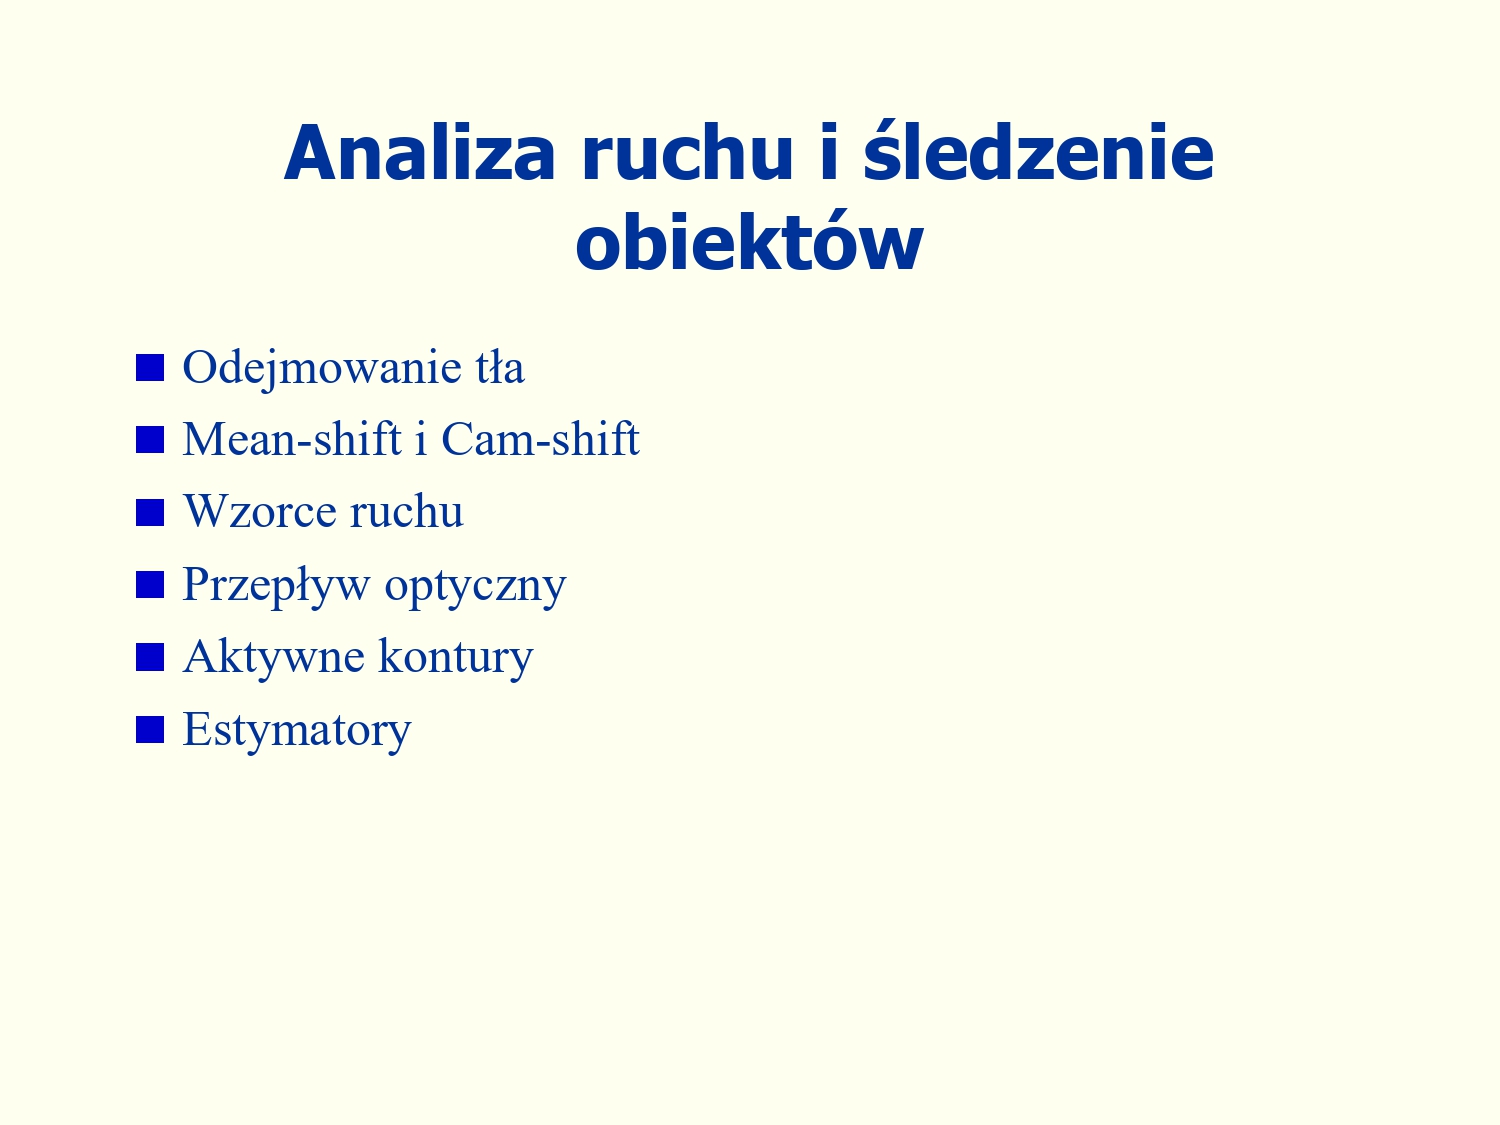 Analiza ruchu i śledzenie
obiektów
Odejmowanie tła
Mean-shift i Cam-shift
Wzorce ruchu
Przepływ optyczny
Aktywne kontury
Estymatory